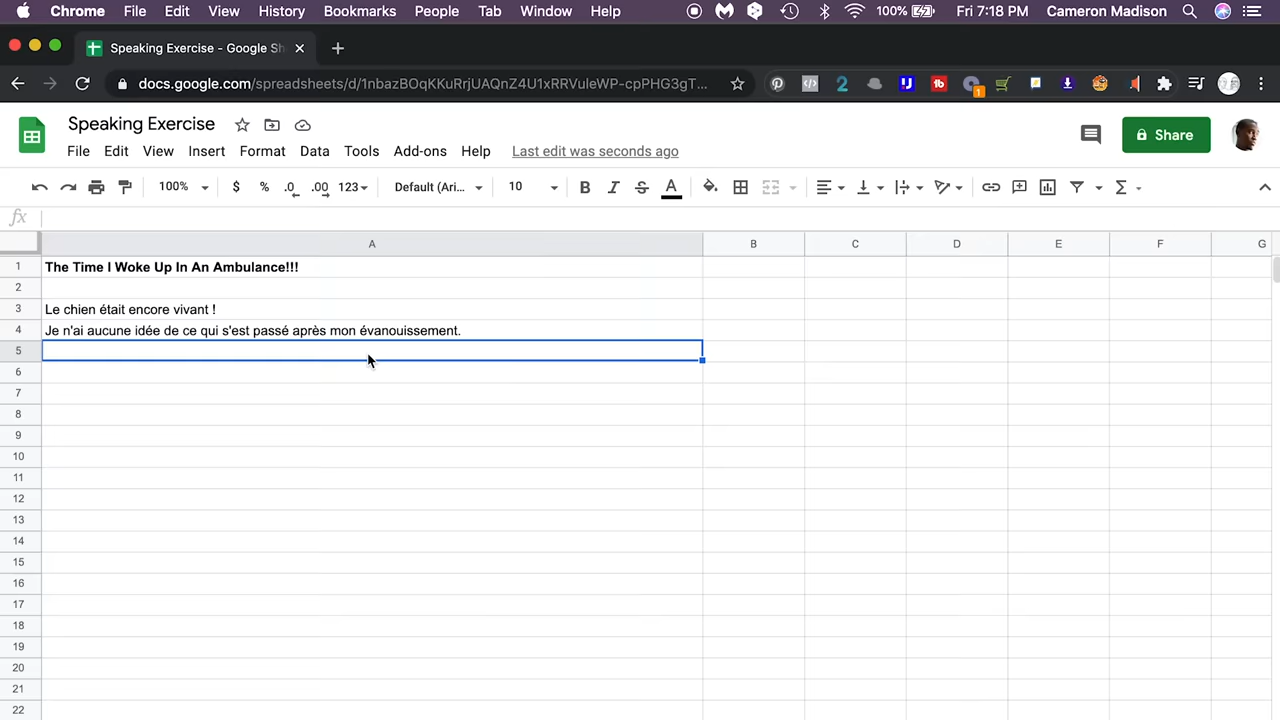 Chrome File Edit View History Bookmarks People Tab Window Help 100% Fri 7:18 PM Cameron Madison
Speaking Exercise - Google Sh
docs.google.com/spreadsheets/d/1nbazBOqKKuRrjUAQnZ4U1xRRVuleWP-cpPHG3gT...
Speaking Exercise
Share
File Edit View Insert Format Data Tools Add-ons Help Last edit was seconds ago
100% $ % .0 .00 123 Default (Ari... 10 B I S A Σ
fx
A B C D E F G
1 The Time I Woke Up In An Ambulance!!!
2
3 Le chien était encore vivant !
4 Je n'ai aucune idée de ce qui s'est passé après mon évanouissement.
5
6
7
8
9
10
11
12
13
14
15
16
17
18
19
20
21
22